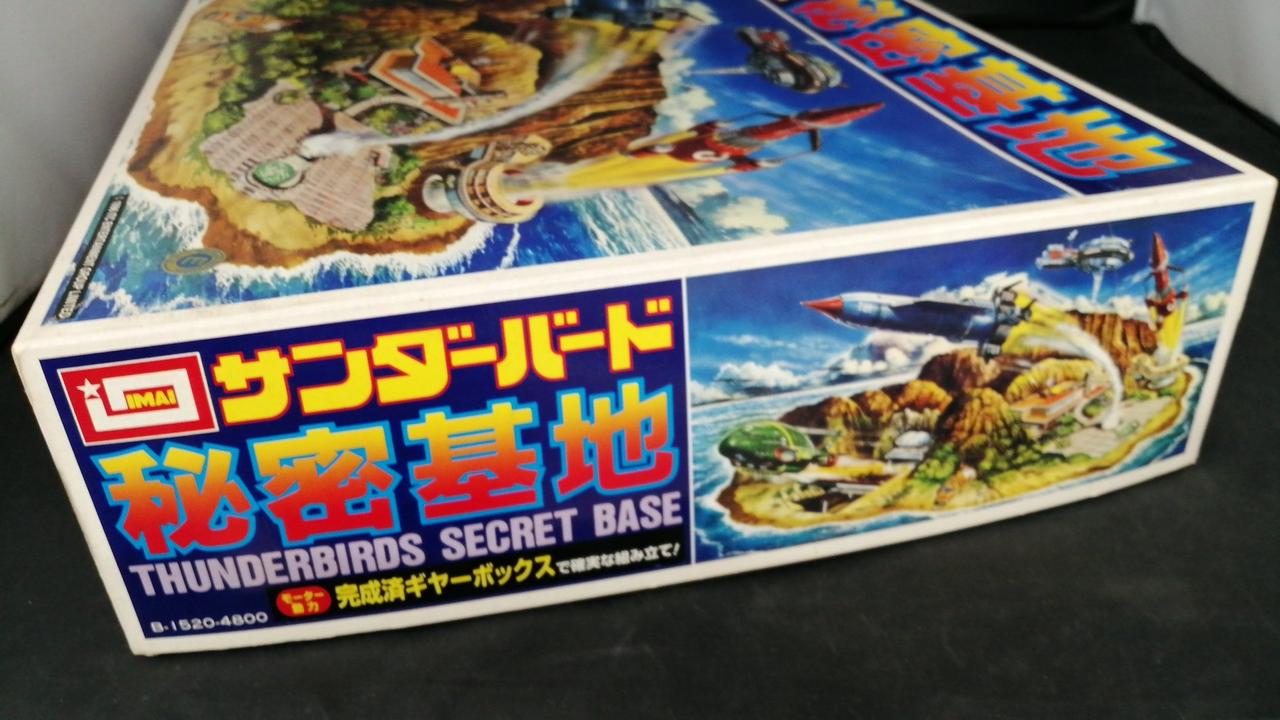 秘密基地
IMAI
サンダーバード
秘密基地
THUNDERBIRDS SECRET BASE
モーター動力
完成済ギヤーボックスで確実な組み立て!
B-1520-4800